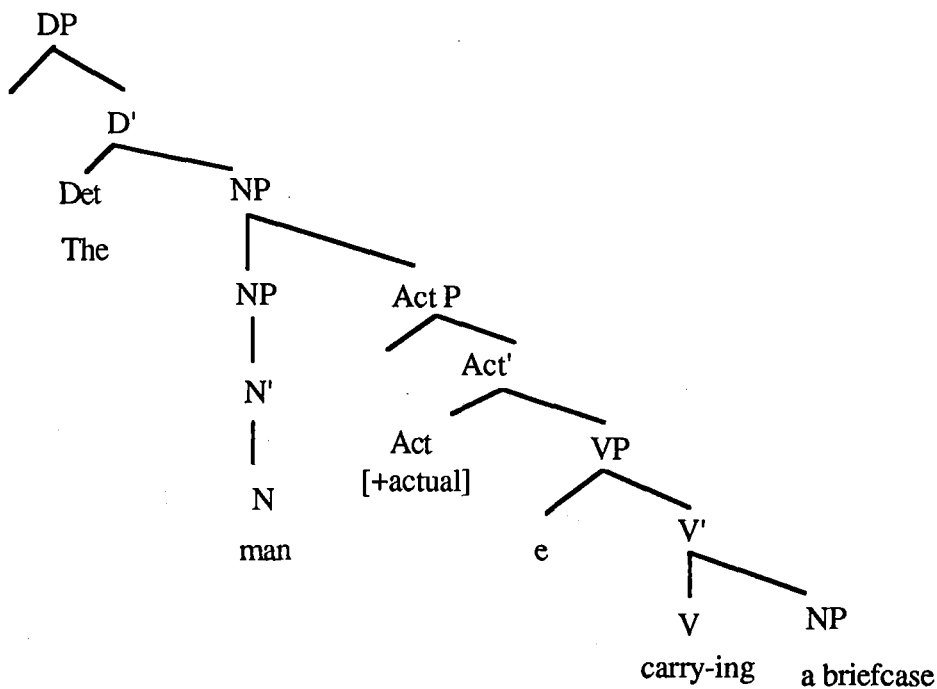 DP
D'
Det NP
The
NP Act P
Act'
N'
Act VP
[+actual]
N
V'
man e
V NP
carry-ing a briefcase